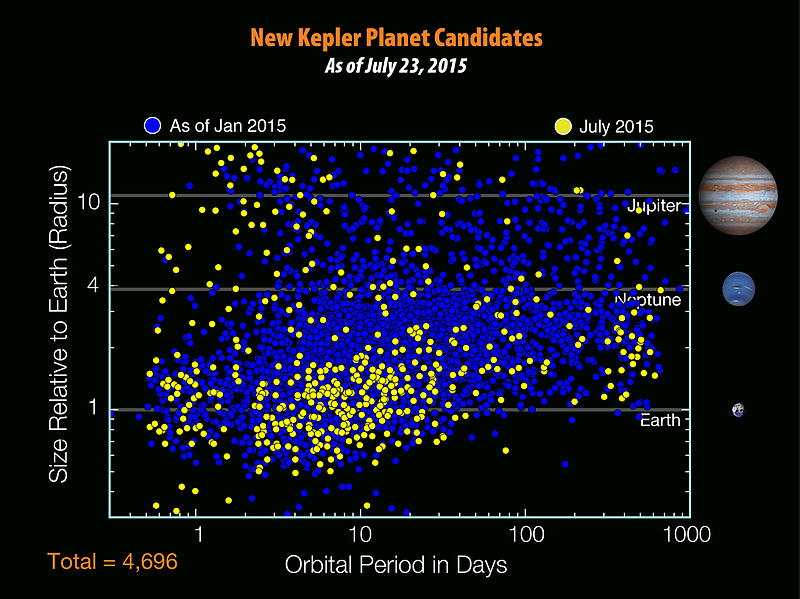 New Kepler Planet Candidates
As of July 23, 2015
As of Jan 2015
July 2015
Size Relative to Earth (Radius)
10
Jupiter
4
Neptune
1
Earth
1
10
100
1000
Total = 4,696
Orbital Period in Days